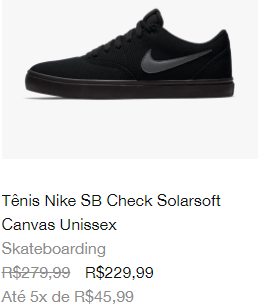 Tênis Nike SB Check Solarsoft
Canvas Unissex
Skateboarding
R$279,99 R$229,99
Até 5x de R$45,99